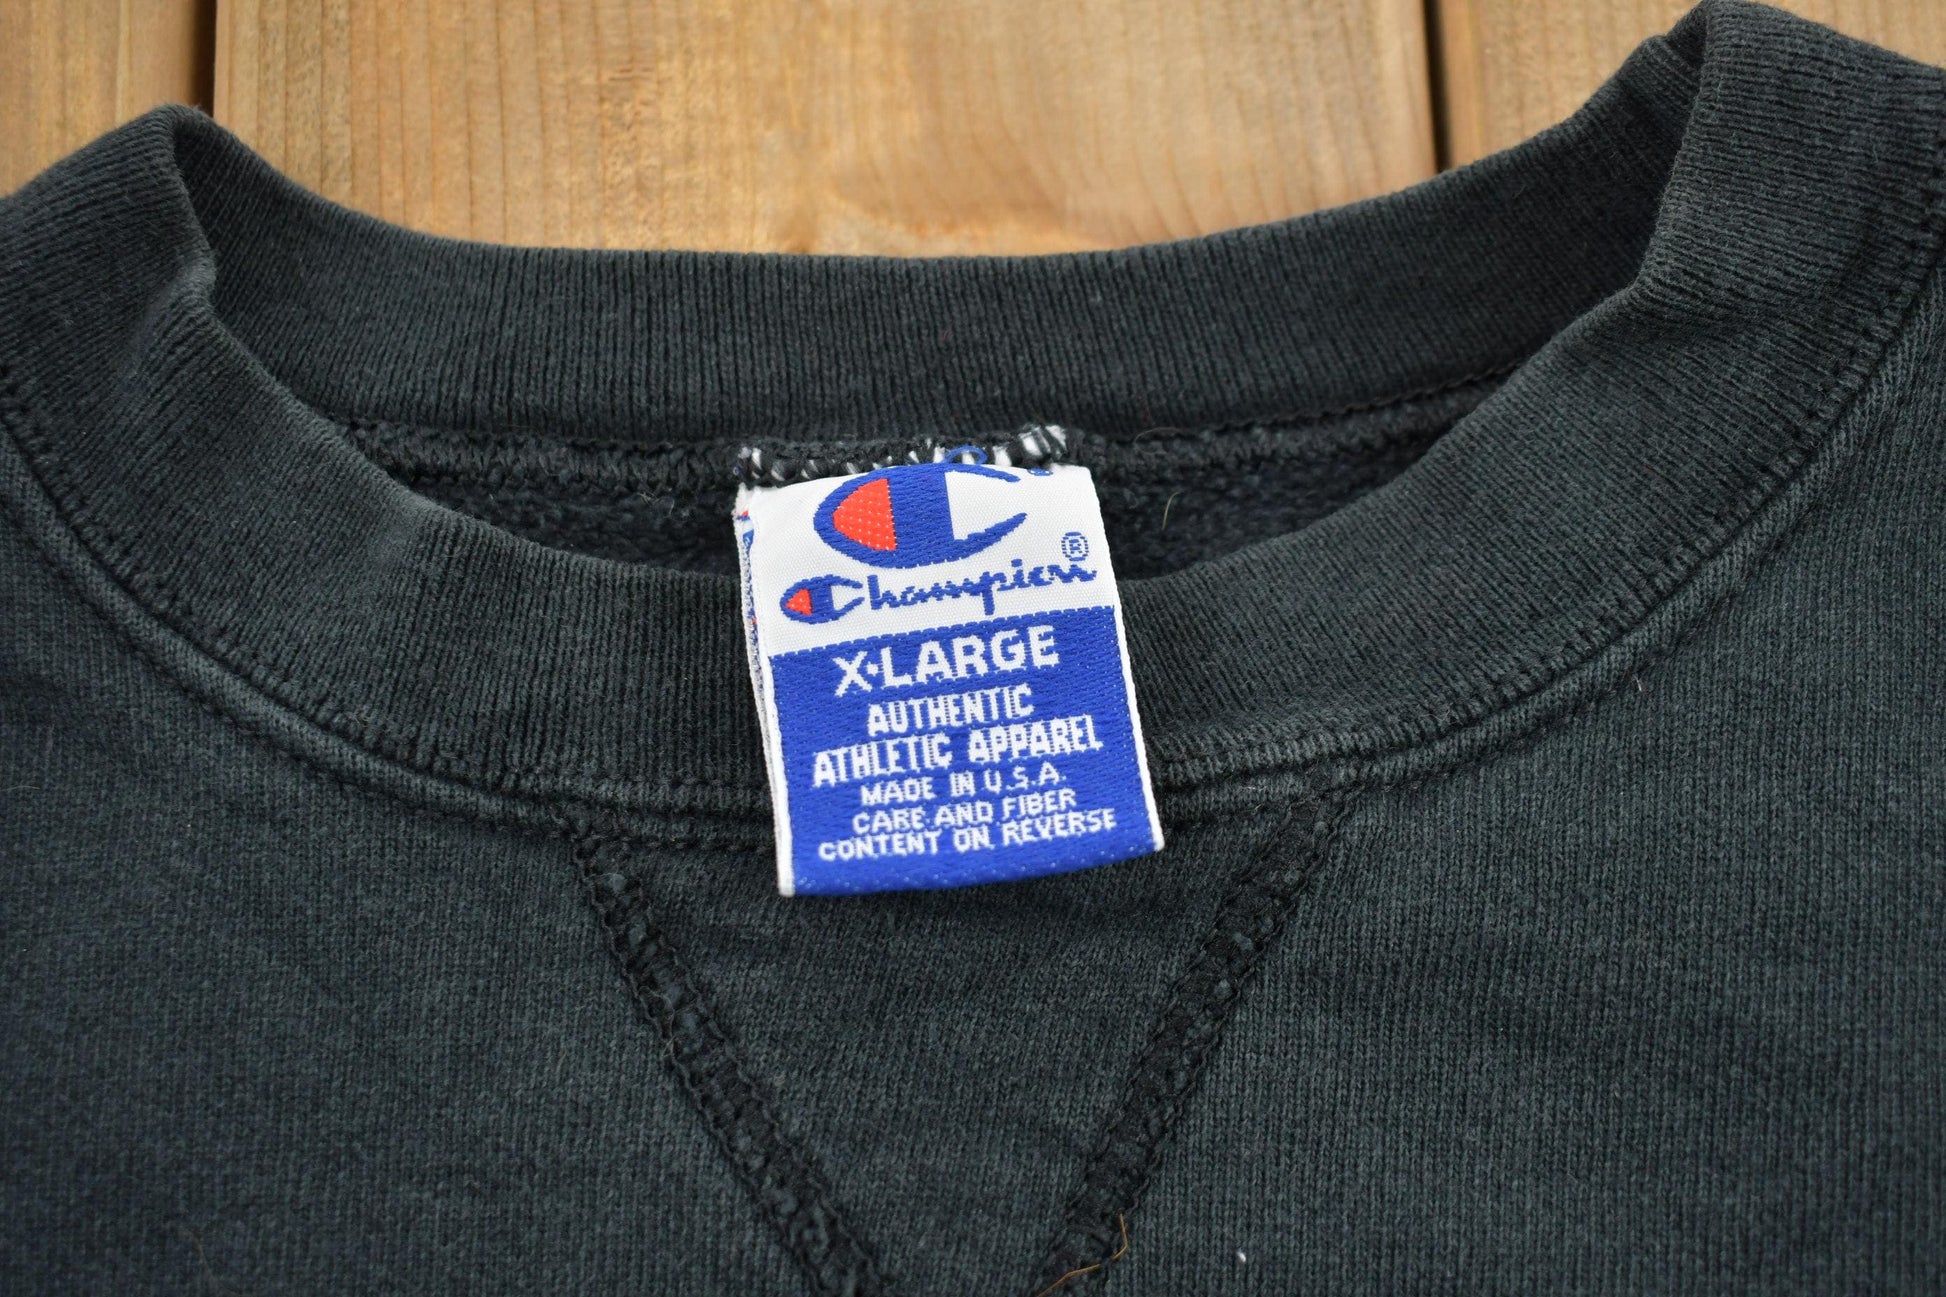 Champion®
X-LARGE
AUTHENTIC
ATHLETIC APPAREL
MADE IN U.S.A.
CARE AND FIBER
CONTENT ON REVERSE